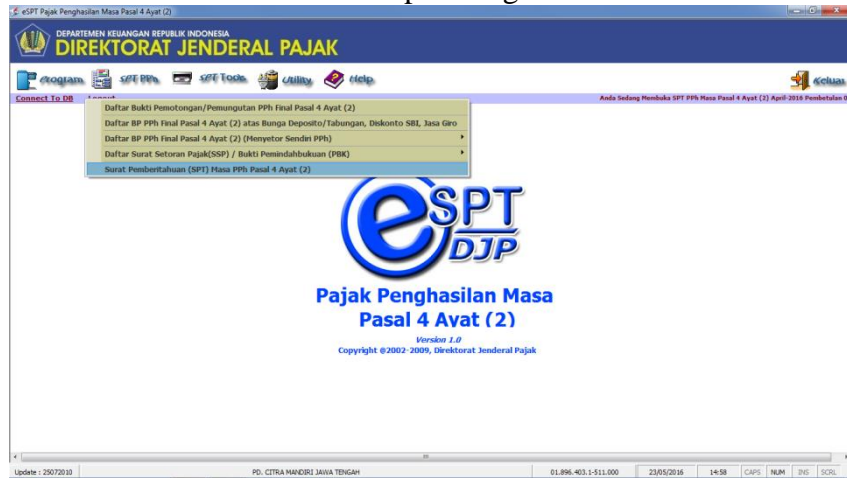 eSPT Pajak Penghasilan Masa Pasal 4 Ayat (2)
DEPARTEMEN KEUANGAN REPUBLIK INDONESIA
DIREKTORAT JENDERAL PAJAK
Program SPT PPh SPT Tools Utility Help Keluar
Connect To DB Logout Anda Sedang Membuka SPT PPh Masa Pasal 4 Ayat (2) April-2016 Pembetulan 0
Daftar Bukti Pemotongan/Pemungutan PPh Final Pasal 4 Ayat (2)
Daftar BP PPh Final Pasal 4 Ayat (2) atas Bunga Deposito/Tabungan, Diskonto SBI, Jasa Giro
Daftar BP PPh Final Pasal 4 Ayat (2) (Menyetor Sendiri PPh)
Daftar Surat Setoran Pajak(SSP) / Bukti Pemindahbukuan (PBK)
Surat Pemberitahuan (SPT) Masa PPh Pasal 4 Ayat (2)
eSPT
DJP
Pajak Penghasilan Masa
Pasal 4 Ayat (2)
Version 1.0
Copyright @2002-2009, Direktorat Jenderal Pajak
Update : 25072010 PD. CITRA MANDIRI JAWA TENGAH 01.896.403.1-511.000 23/05/2016 14:58 CAPS NUM INS SCRL